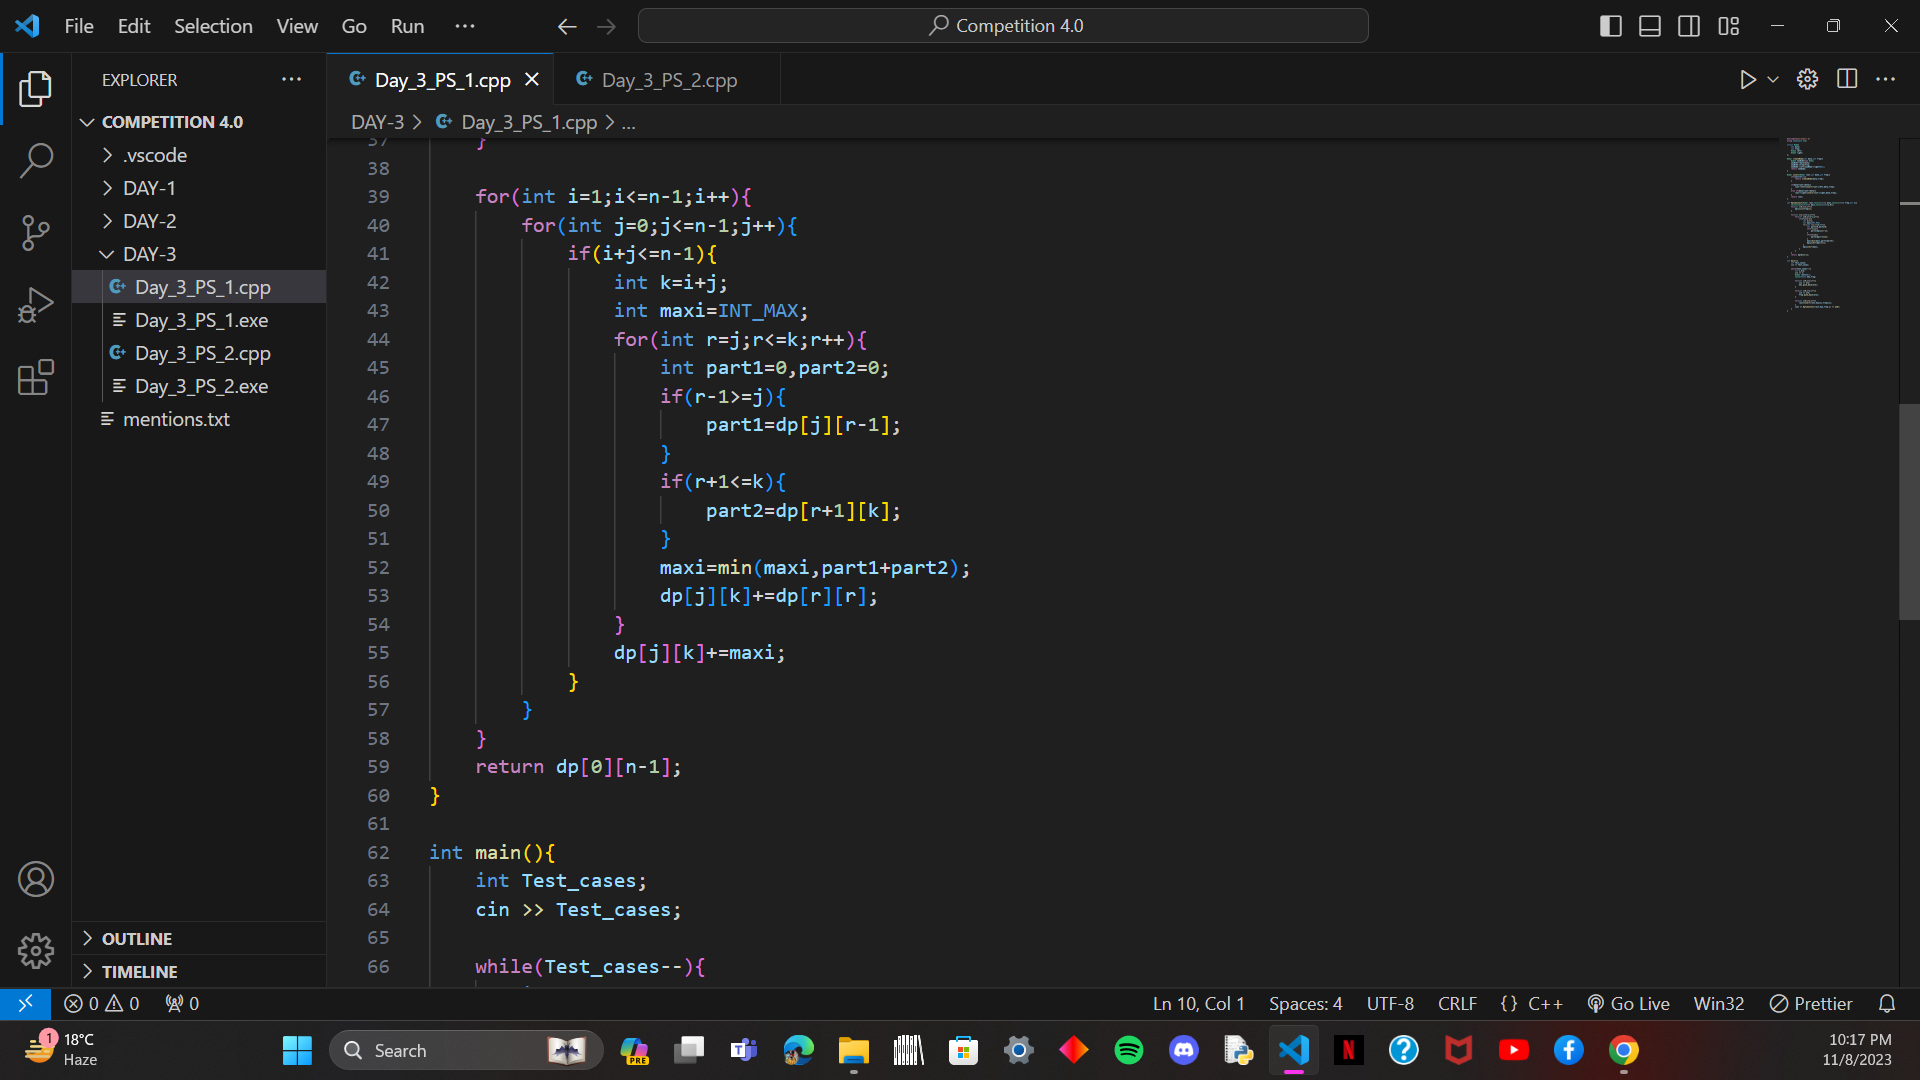 File Edit Selection View Go Run ···
Competition 4.0
EXPLORER
COMPETITION 4.0
.vscode
DAY-1
DAY-2
DAY-3
Day_3_PS_1.cpp
Day_3_PS_1.exe
Day_3_PS_2.cpp
Day_3_PS_2.exe
mentions.txt
OUTLINE
TIMELINE
Day_3_PS_1.cpp Day_3_PS_2.cpp
DAY-3 > Day_3_PS_1.cpp > ...
37 }
38
39 for(int i=1;i<=n-1;i++){
40 for(int j=0;j<=n-1;j++){
41 if(i+j<=n-1){
42 int k=i+j;
43 int maxi=INT_MAX;
44 for(int r=j;r<=k;r++){
45 int part1=0,part2=0;
46 if(r-1>=j){
47 part1=dp[j][r-1];
48 }
49 if(r+1<=k){
50 part2=dp[r+1][k];
51 }
52 maxi=min(maxi,part1+part2);
53 dp[j][k]+=dp[r][r];
54 }
55 dp[j][k]+=maxi;
56 }
57 }
58 }
59 return dp[0][n-1];
60 }
61
62 int main(){
63 int Test_cases;
64 cin >> Test_cases;
65
66 while(Test_cases--){
0 0 0
Ln 10, Col 1 Spaces: 4 UTF-8 CRLF {} C++ Go Live Win32 Prettier
1
18°C
Haze
Search
PRE
10:17 PM
11/8/2023